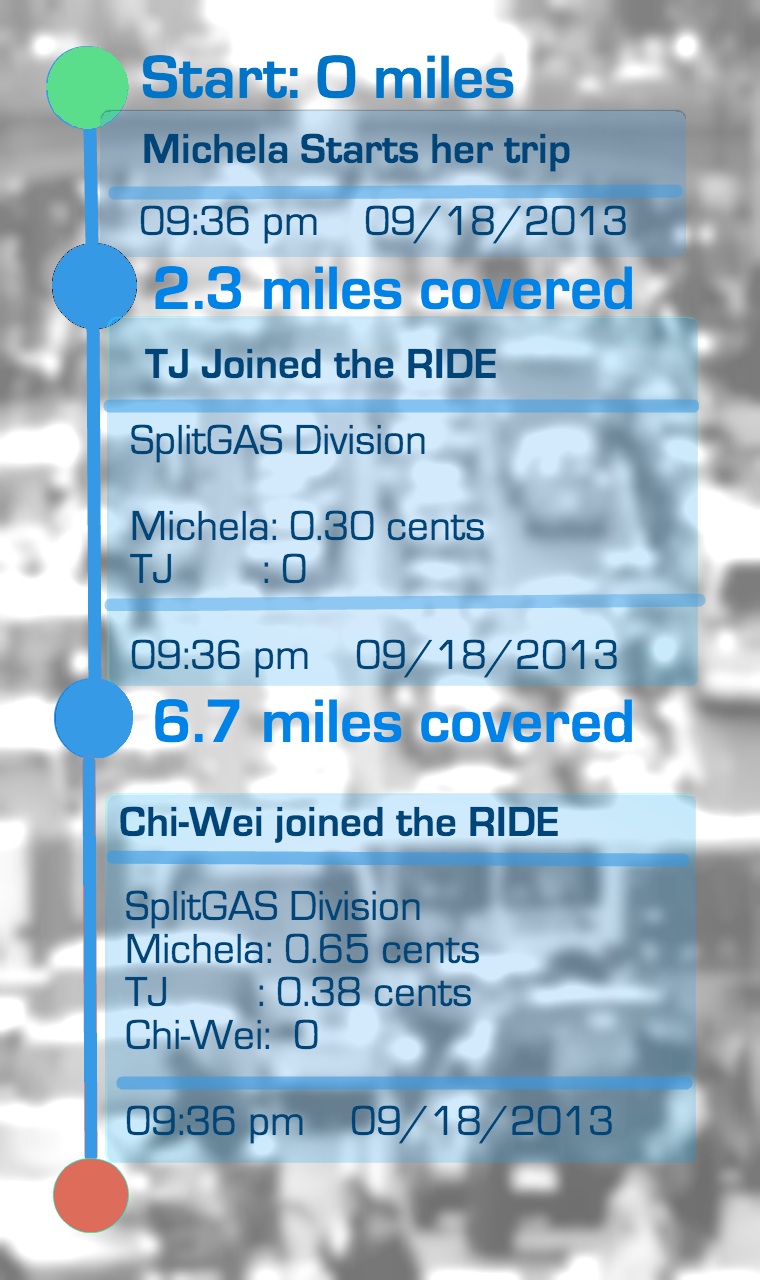 Start: 0 miles
Michela Starts her trip
09:36 pm 09/18/2013
2.3 miles covered
TJ Joined the RIDE
SplitGAS Division
Michela: 0.30 cents
TJ : 0
09:36 pm 09/18/2013
6.7 miles covered
Chi-Wei joined the RIDE
SplitGAS Division
Michela: 0.65 cents
TJ : 0.38 cents
Chi-Wei: 0
09:36 pm 09/18/2013